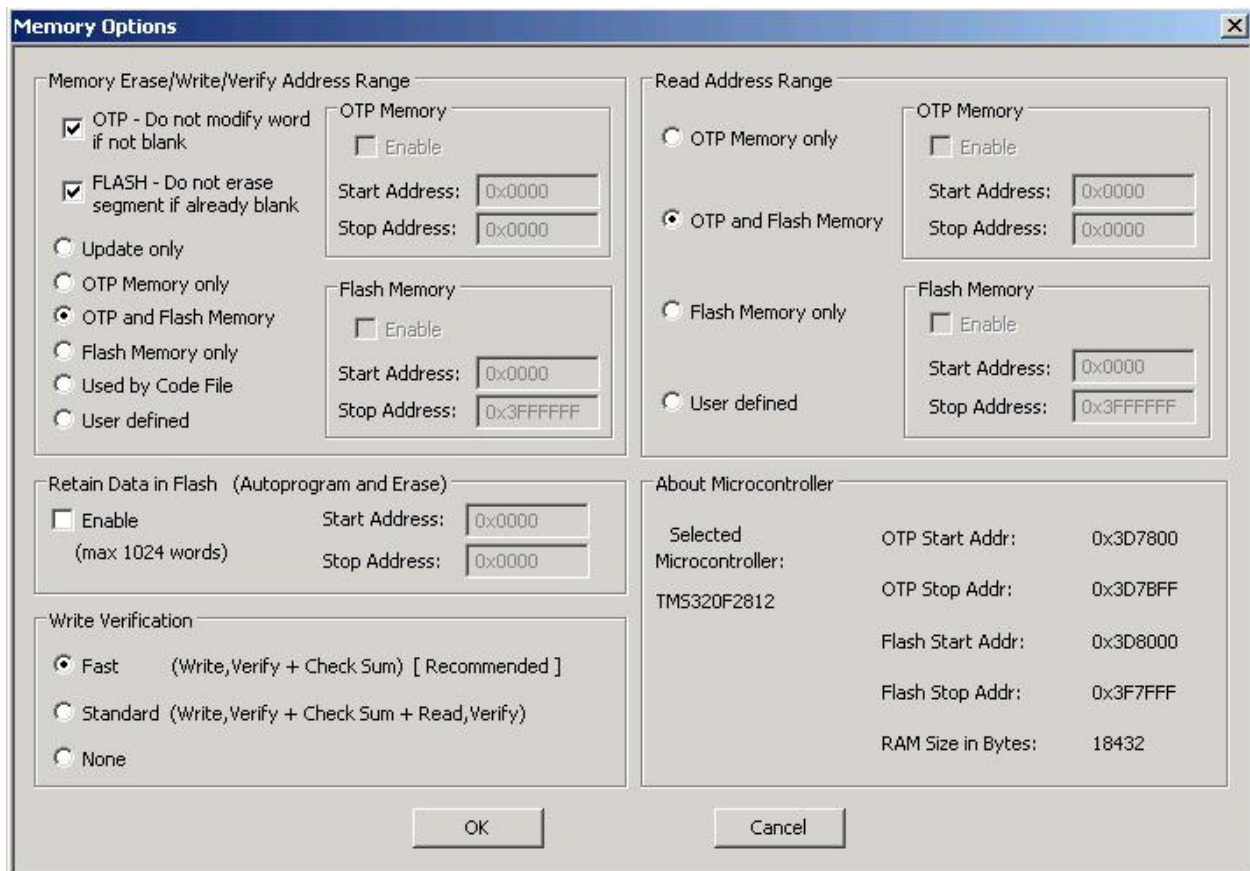 Memory Options
Memory Erase/Write/Verify Address Range
OTP - Do not modify word
if not blank
FLASH - Do not erase
segment if already blank
Update only
OTP Memory only
OTP and Flash Memory
Flash Memory only
Used by Code File
User defined
OTP Memory
Enable
Start Address: 0x0000
Stop Address: 0x0000
Flash Memory
Enable
Start Address: 0x0000
Stop Address: 0x3FFFFFF
Read Address Range
OTP Memory only
OTP and Flash Memory
Flash Memory only
User defined
OTP Memory
Enable
Start Address: 0x0000
Stop Address: 0x0000
Flash Memory
Enable
Start Address: 0x0000
Stop Address: 0x3FFFFFF
Retain Data in Flash (Autoprogram and Erase)
Enable
(max 1024 words)
Start Address: 0x0000
Stop Address: 0x0000
Write Verification
Fast (Write,Verify + Check Sum) [ Recommended ]
Standard (Write,Verify + Check Sum + Read,Verify)
None
About Microcontroller
Selected
Microcontroller:
TMS320F2812
OTP Start Addr: 0x3D7800
OTP Stop Addr: 0x3D7BFF
Flash Start Addr: 0x3D8000
Flash Stop Addr: 0x3F7FFF
RAM Size in Bytes: 18432
OK
Cancel